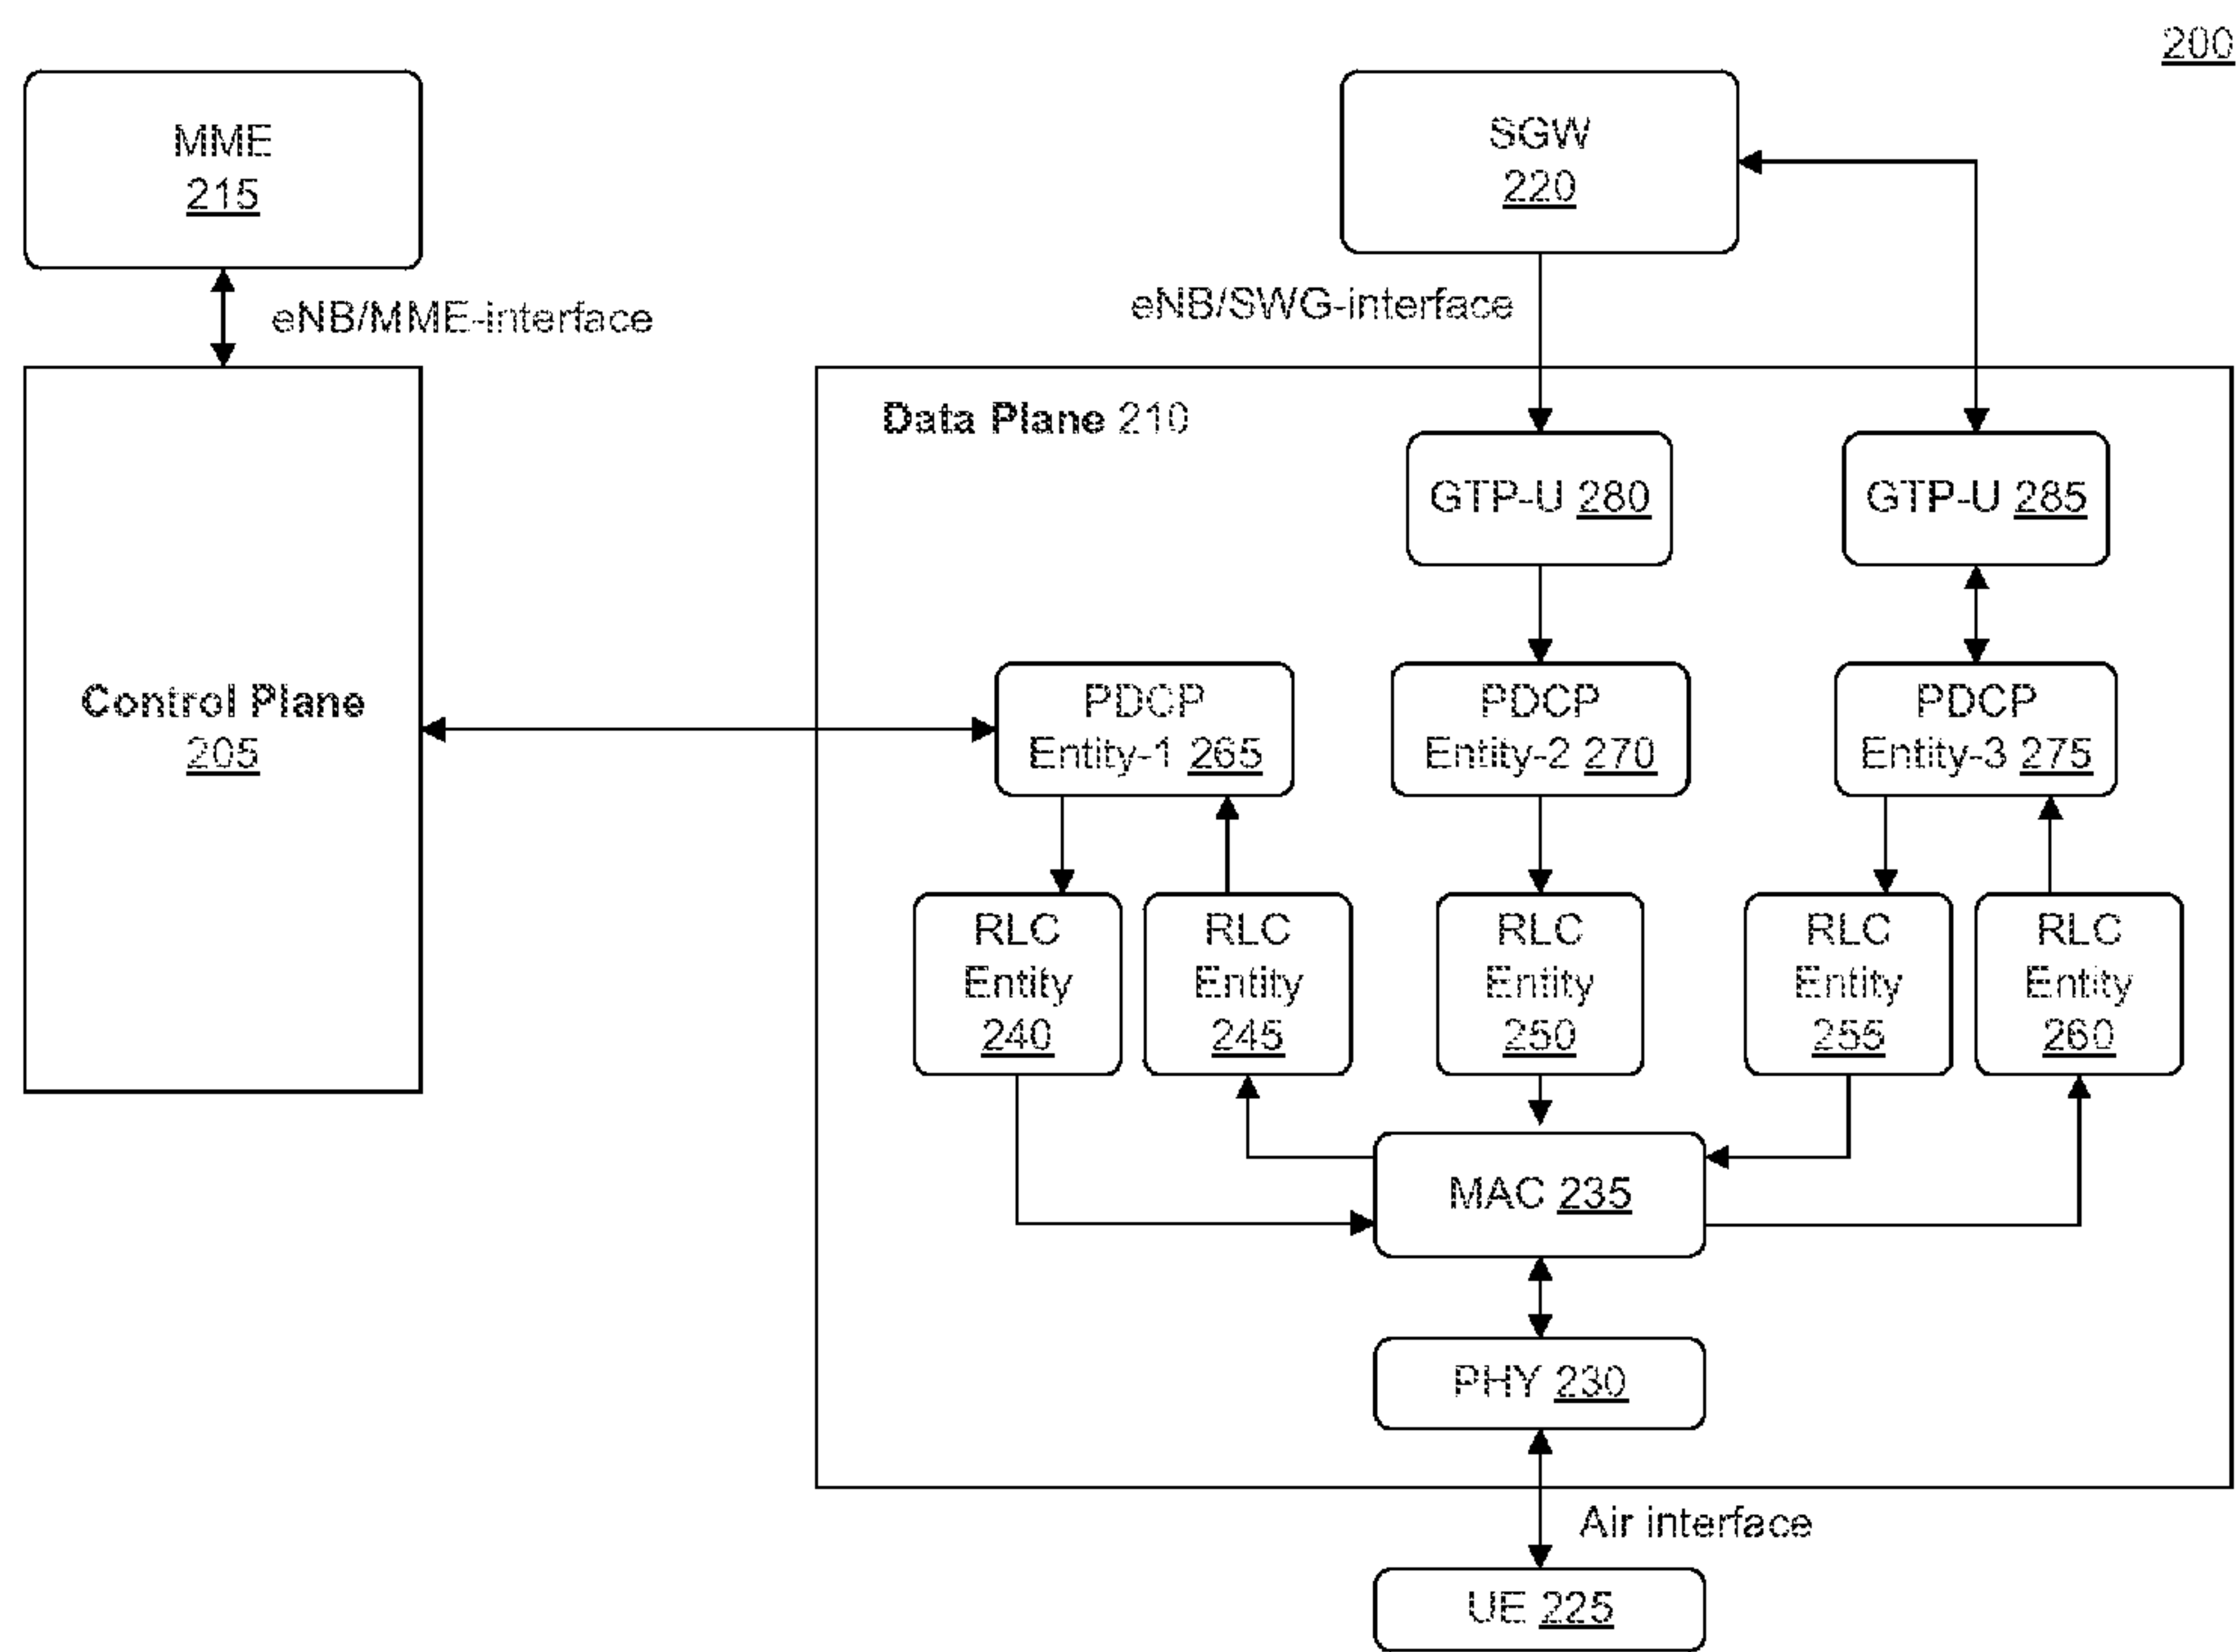 200
MME
215
SGW
220
eNB/MME-interface
eNB/SWG-interface
Data Plane 210
GTP-U 280
GTP-U 285
Control Plane
205
PDCP
Entity-1 265
PDCP
Entity-2 270
PDCP
Entity-3 275
RLC
Entity
240
RLC
Entity
245
RLC
Entity
250
RLC
Entity
255
RLC
Entity
260
MAC 235
PHY 230
Air interface
UE 225